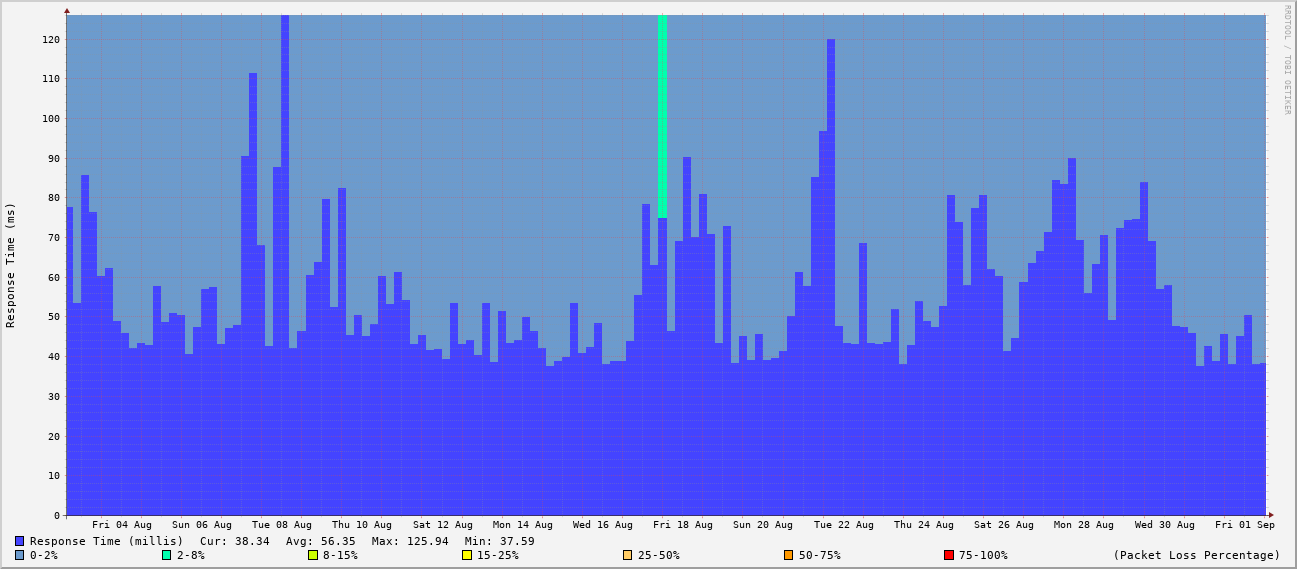 RRDTOOL / TOBI OETIKER
Response Time (ms)
120
110
100
90
80
70
60
50
40
30
20
10
0
Fri 04 Aug Sun 06 Aug Tue 08 Aug Thu 10 Aug Sat 12 Aug Mon 14 Aug Wed 16 Aug Fri 18 Aug Sun 20 Aug Tue 22 Aug Thu 24 Aug Sat 26 Aug Mon 28 Aug Wed 30 Aug Fri 01 Sep
Response Time (millis) Cur: 38.34 Avg: 56.35 Max: 125.94 Min: 37.59
0-2% 2-8% 8-15% 15-25% 25-50% 50-75% 75-100% (Packet Loss Percentage)